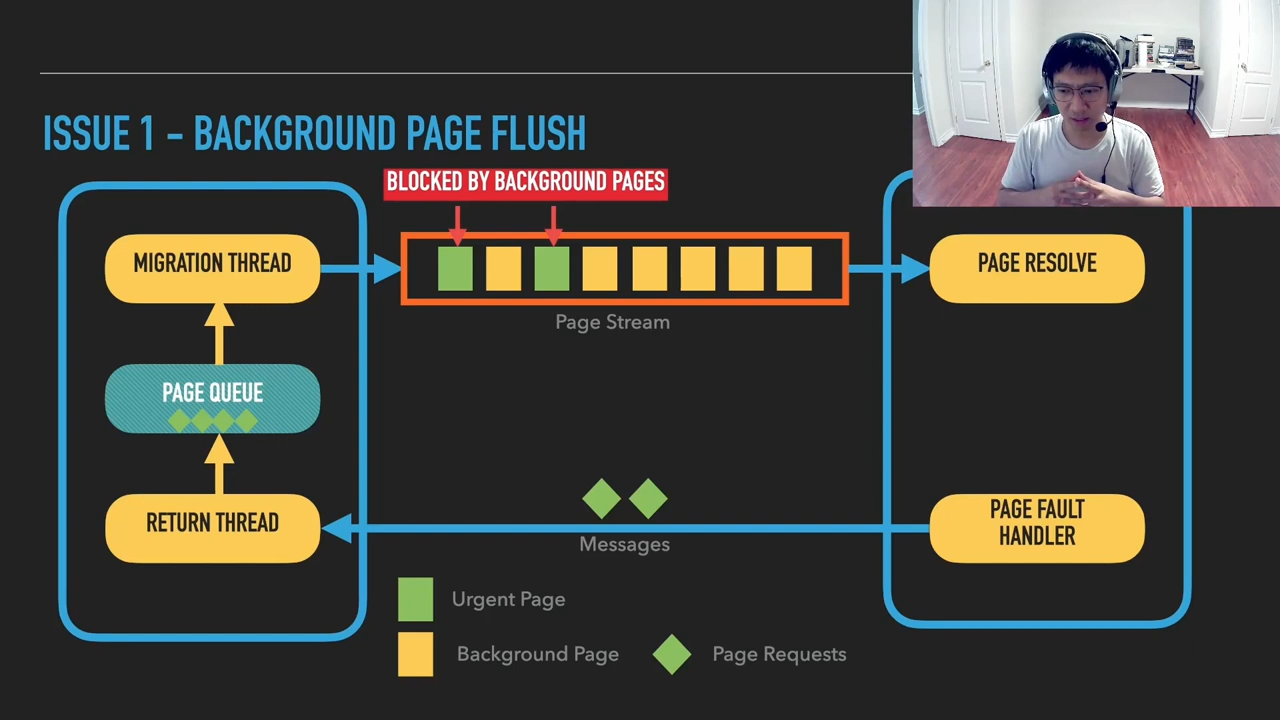 ISSUE 1 - BACKGROUND PAGE FLUSH
BLOCKED BY BACKGROUND PAGES
MIGRATION THREAD
PAGE RESOLVE
Page Stream
PAGE QUEUE
RETURN THREAD
PAGE FAULT
HANDLER
Messages
Urgent Page
Background Page
Page Requests